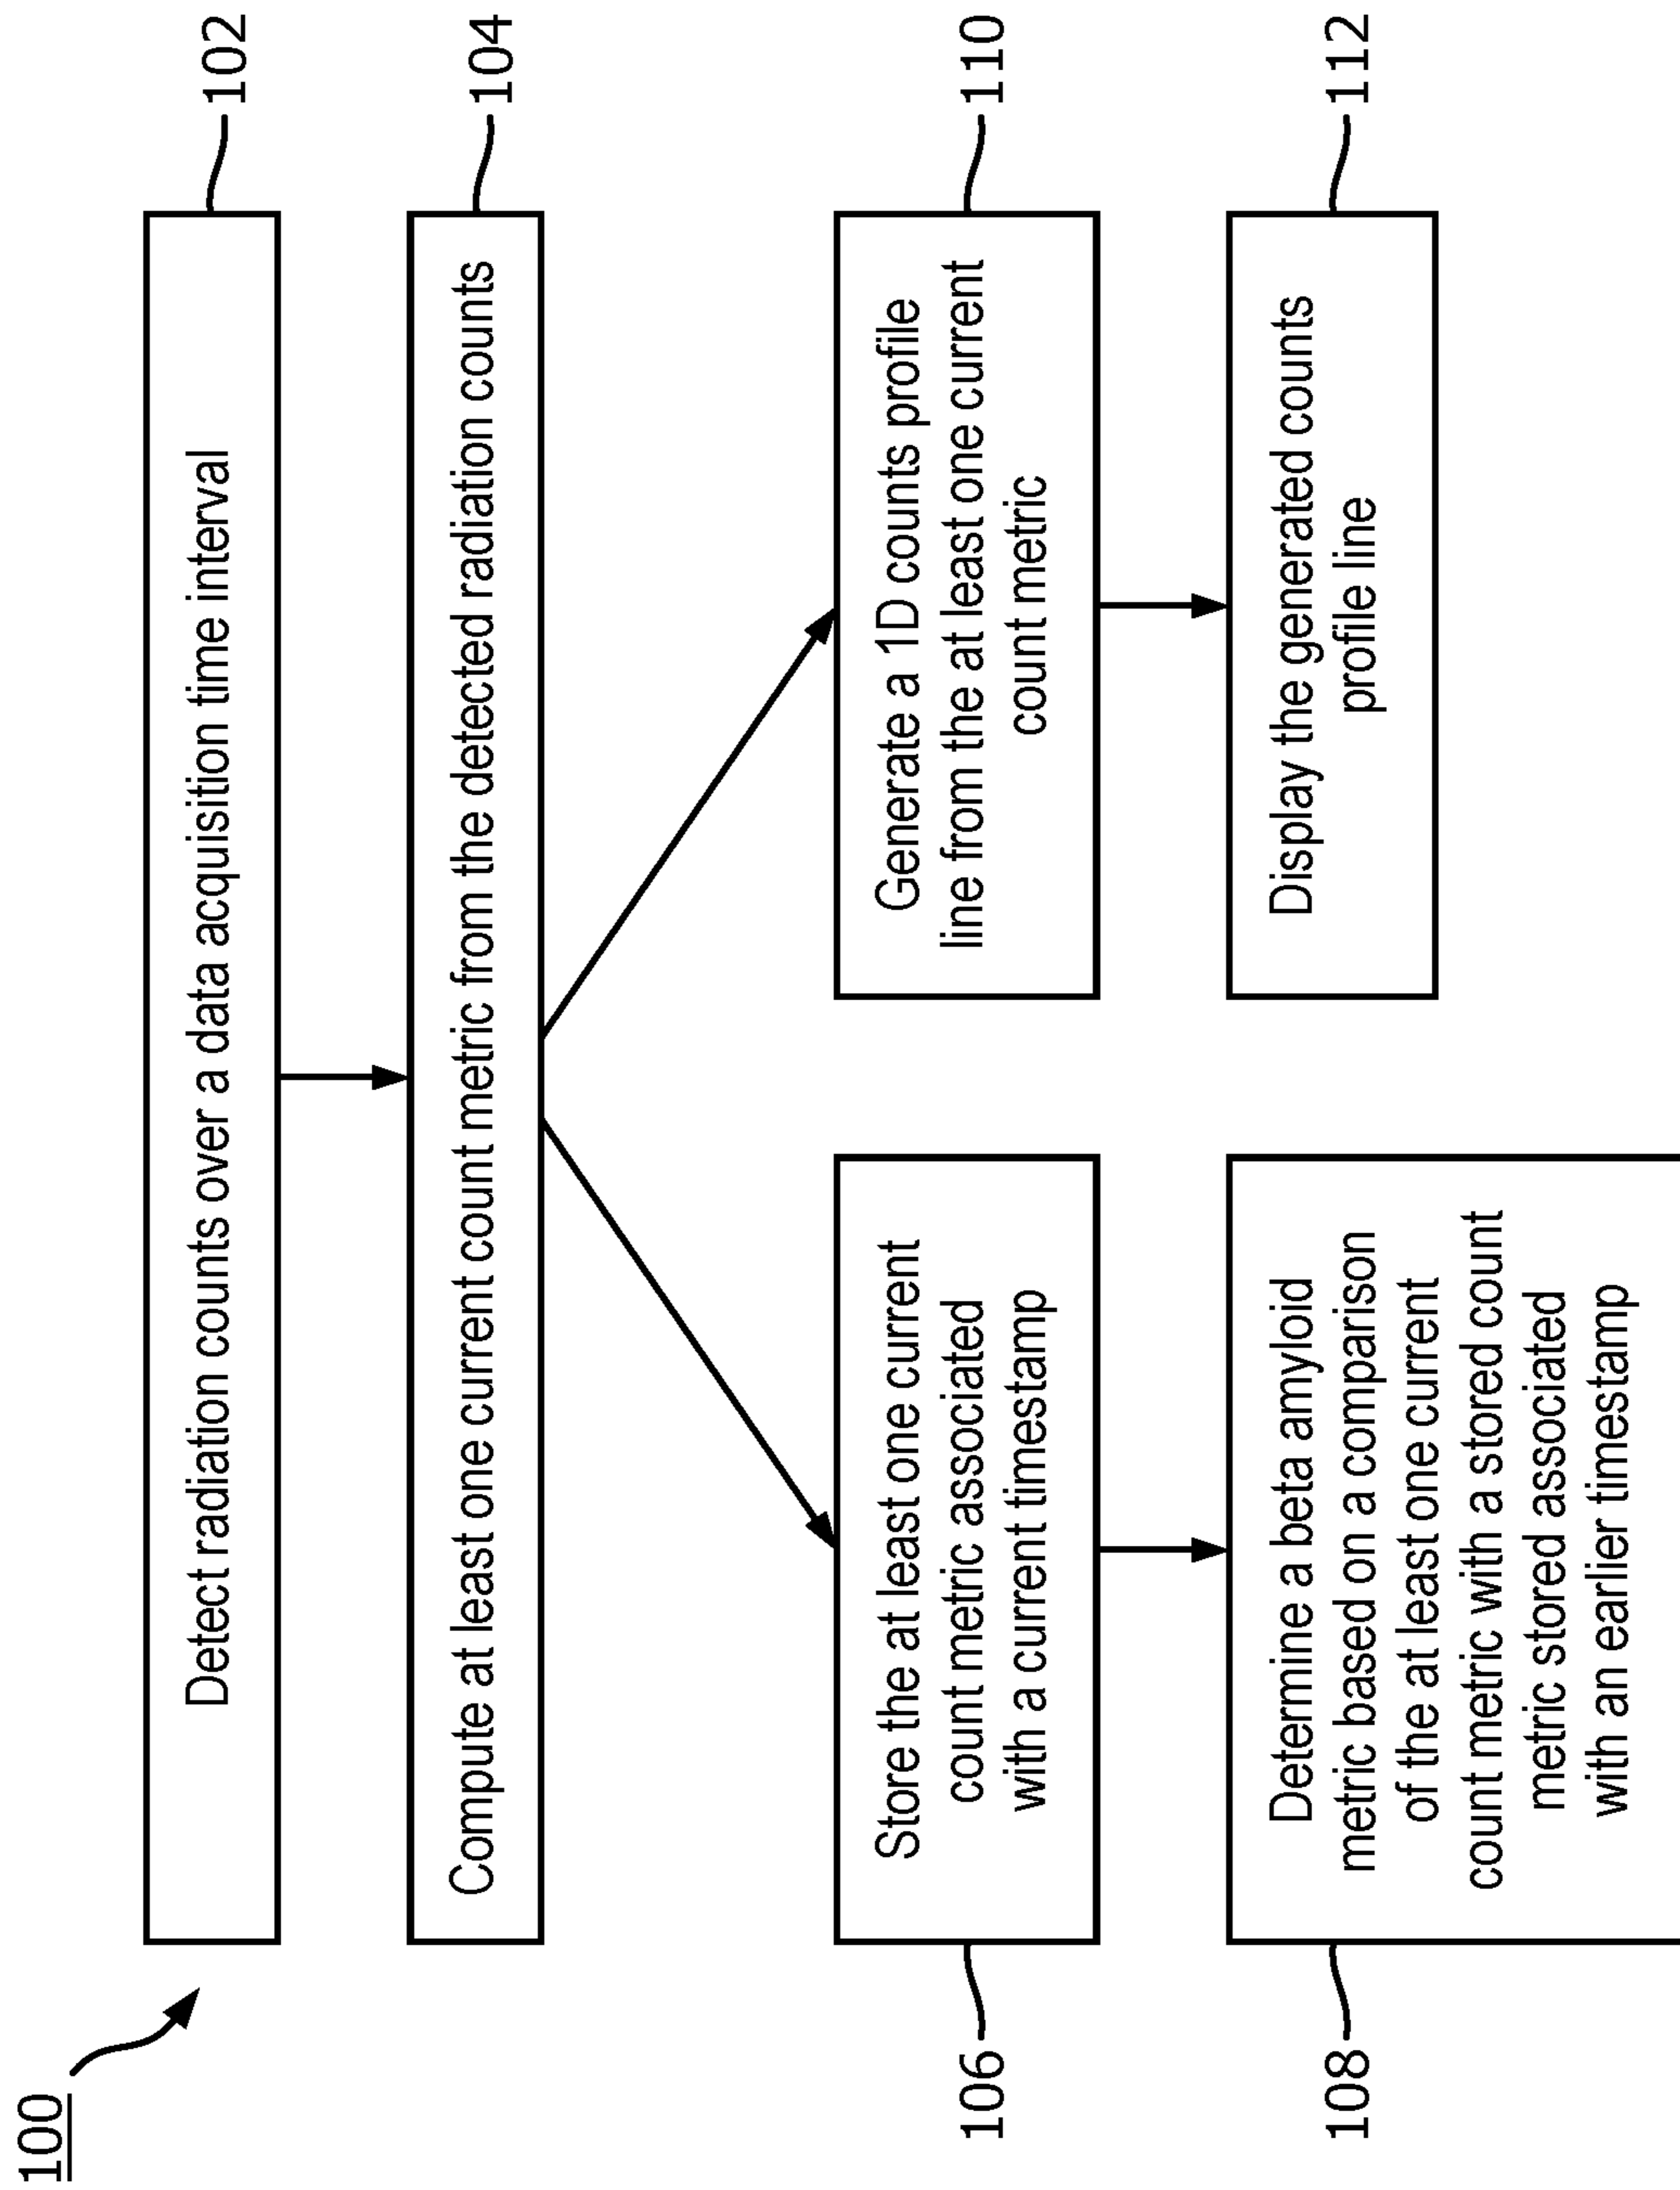 100
Detect radiation counts over a data acquisition time interval
102
Compute at least one current count metric from the detected radiation counts
104
Store the at least one current
count metric associated
with a current timestamp
106
Determine a beta amyloid
metric based on a comparison
of the at least one current
count metric with a stored count
metric stored associated
with an earlier timestamp
108
Generate a 1D counts profile
line from the at least one current
count metric
110
Display the generated counts
profile line
112